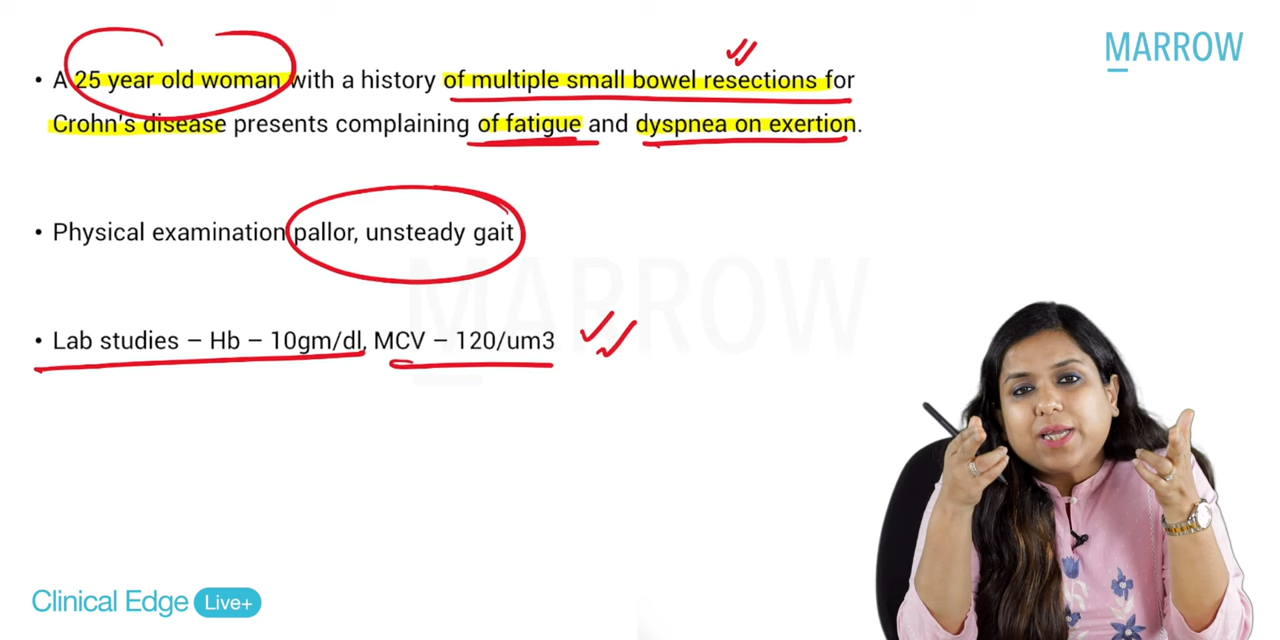 MARROW
• A 25 year old woman with a history of multiple small bowel resections for
Crohn's disease presents complaining of fatigue and dyspnea on exertion.
• Physical examination pallor, unsteady gait
MARROW
• Lab studies – Hb – 10gm/dl, MCV – 120/um3
Clinical Edge Live+